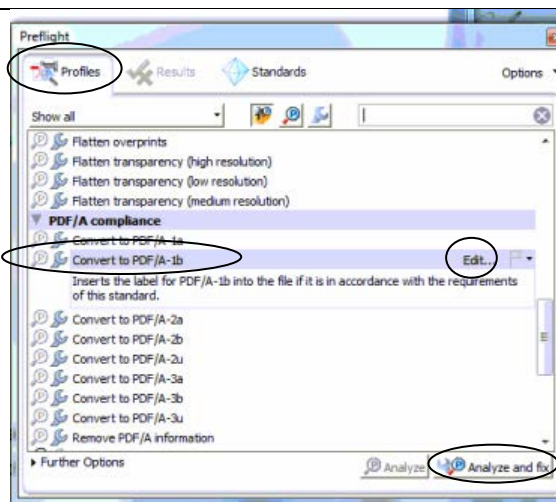 Preflight
Profiles Results Standards Options
Show all
Flatten overprints
Flatten transparency (high resolution)
Flatten transparency (low resolution)
Flatten transparency (medium resolution)
PDF/A compliance
Convert to PDF/A-1a
Convert to PDF/A-1b Edit...
Inserts the label for PDF/A-1b into the file if it is in accordance with the requirements
of this standard.
Convert to PDF/A-2a
Convert to PDF/A-2b
Convert to PDF/A-2u
Convert to PDF/A-3a
Convert to PDF/A-3b
Convert to PDF/A-3u
Remove PDF/A information
Further Options Analyze Analyze and fix